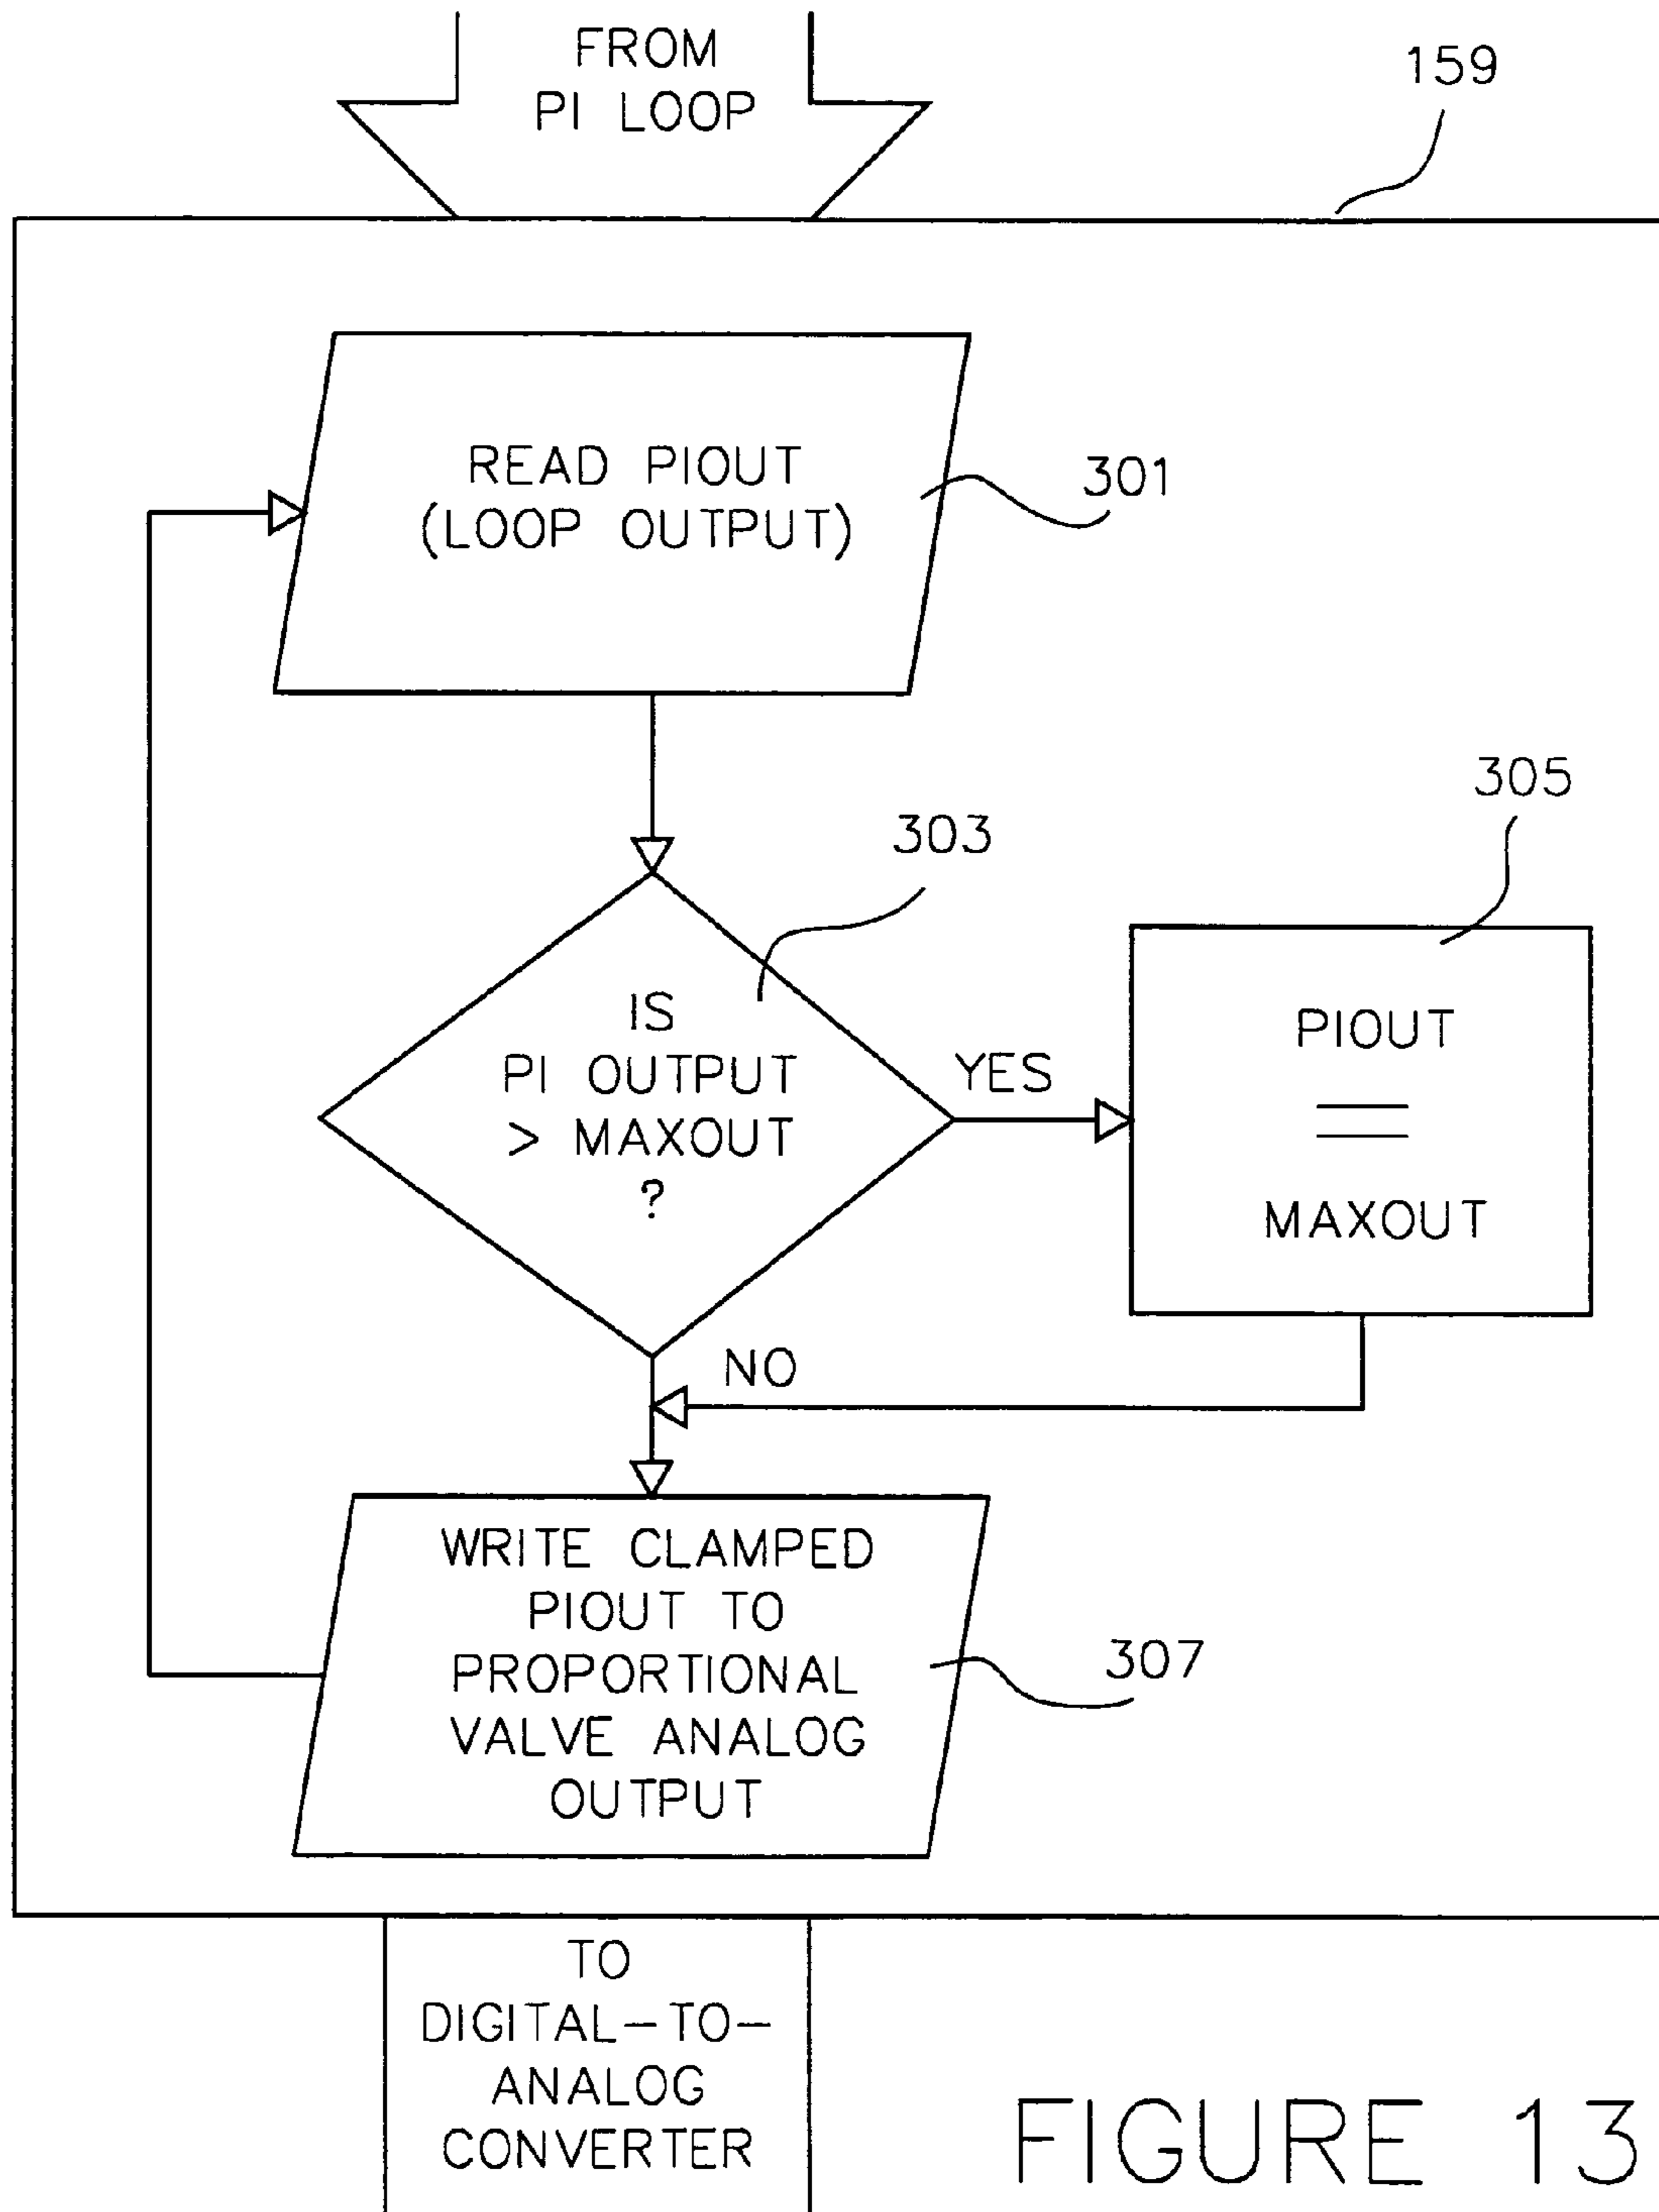 FROM
PI LOOP
159
READ PIOUT
(LOOP OUTPUT)
301
303
305
IS
PI OUTPUT
> MAXOUT
?
YES
PIOUT
=
MAXOUT
NO
WRITE CLAMPED
PIOUT TO
PROPORTIONAL
VALVE ANALOG
OUTPUT
307
TO
DIGITAL-TO-
ANALOG
CONVERTER
FIGURE 13